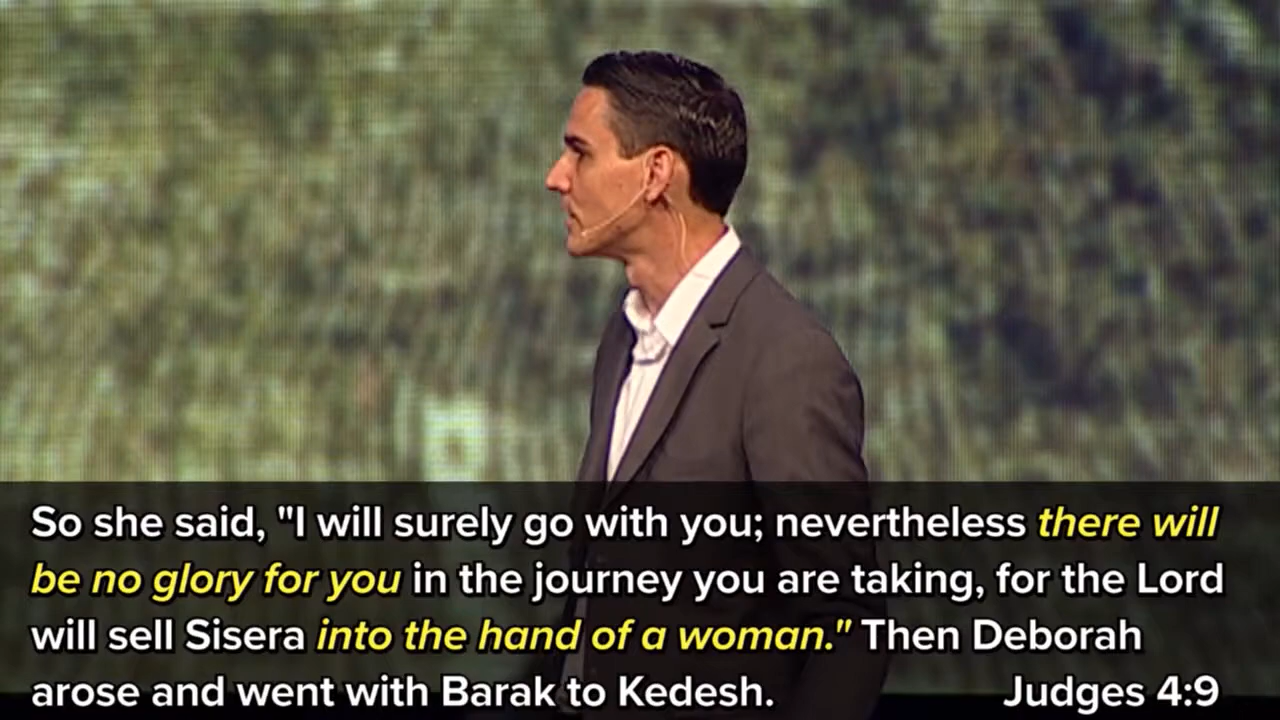 So she said, "I will surely go with you; nevertheless there will
be no glory for you in the journey you are taking, for the Lord
will sell Sisera into the hand of a woman." Then Deborah
arose and went with Barak to Kedesh. Judges 4:9